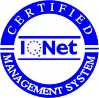 CERTIFIED
IQNet
MANAGEMENT SYSTEM